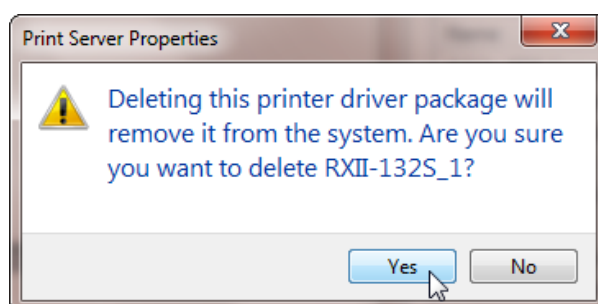 Print Server Properties
Deleting this printer driver package will
remove it from the system. Are you sure
you want to delete RXII-132S_1?
Yes
No